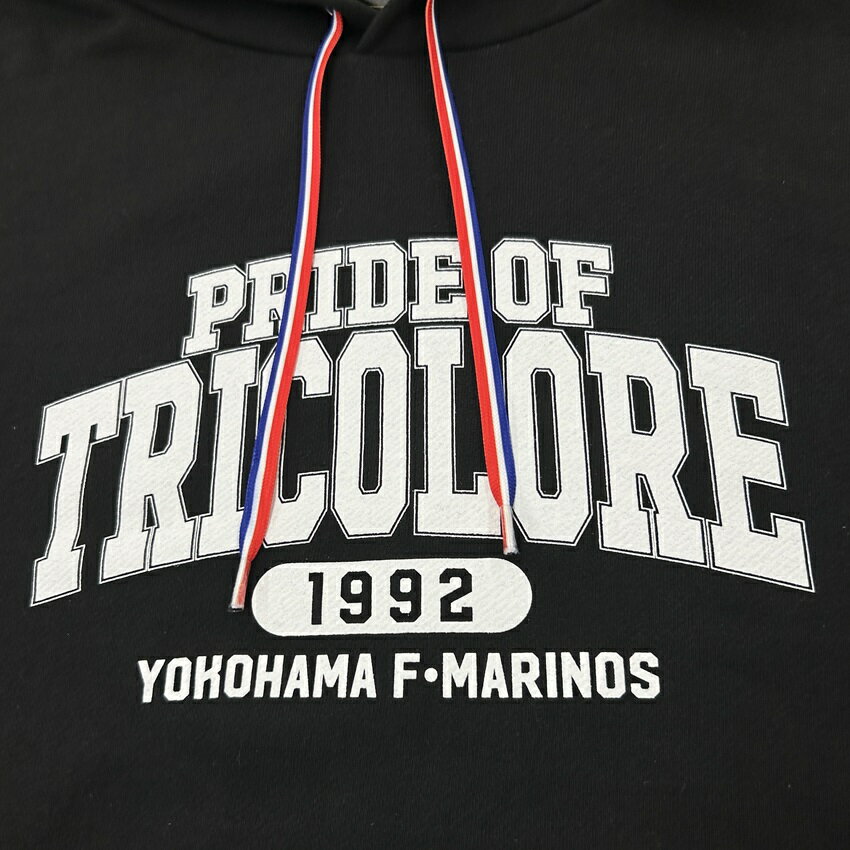 PRIDE OF
TRICOLORE
1992
YOKOHAMA F•MARINOS